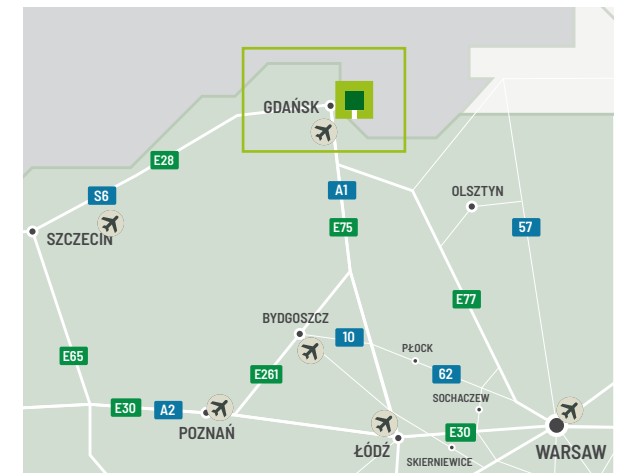 GDAŃSK
E28
S6
A1
OLSZTYN
E75
57
SZCZECIN
E77
BYDGOSZCZ
10
PŁOCK
E65
E261
62
SOCHACZEW
E30
A2
POZNAŃ
E30
ŁÓDŹ
WARSAW
SKIERNIEWICE